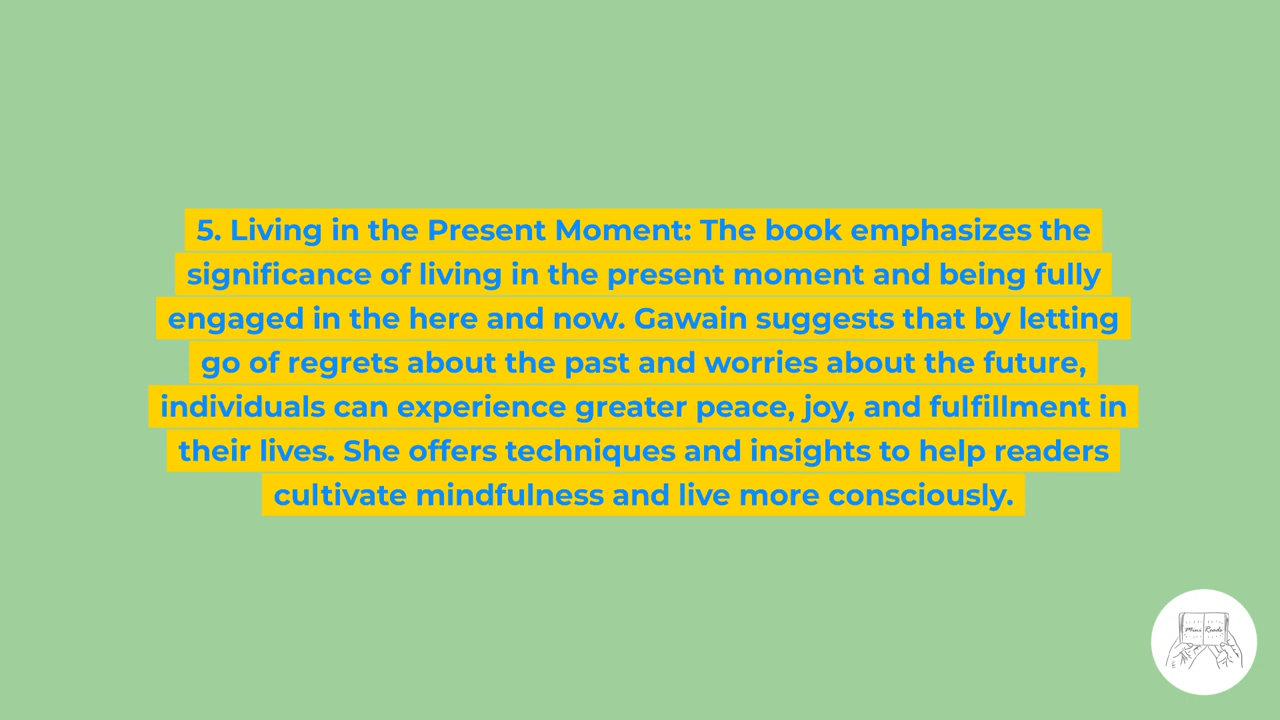 5. Living in the Present Moment: The book emphasizes the
significance of living in the present moment and being fully
engaged in the here and now. Gawain suggests that by letting
go of regrets about the past and worries about the future,
individuals can experience greater peace, joy, and fulfillment in
their lives. She offers techniques and insights to help readers
cultivate mindfulness and live more consciously.
Mini Reads